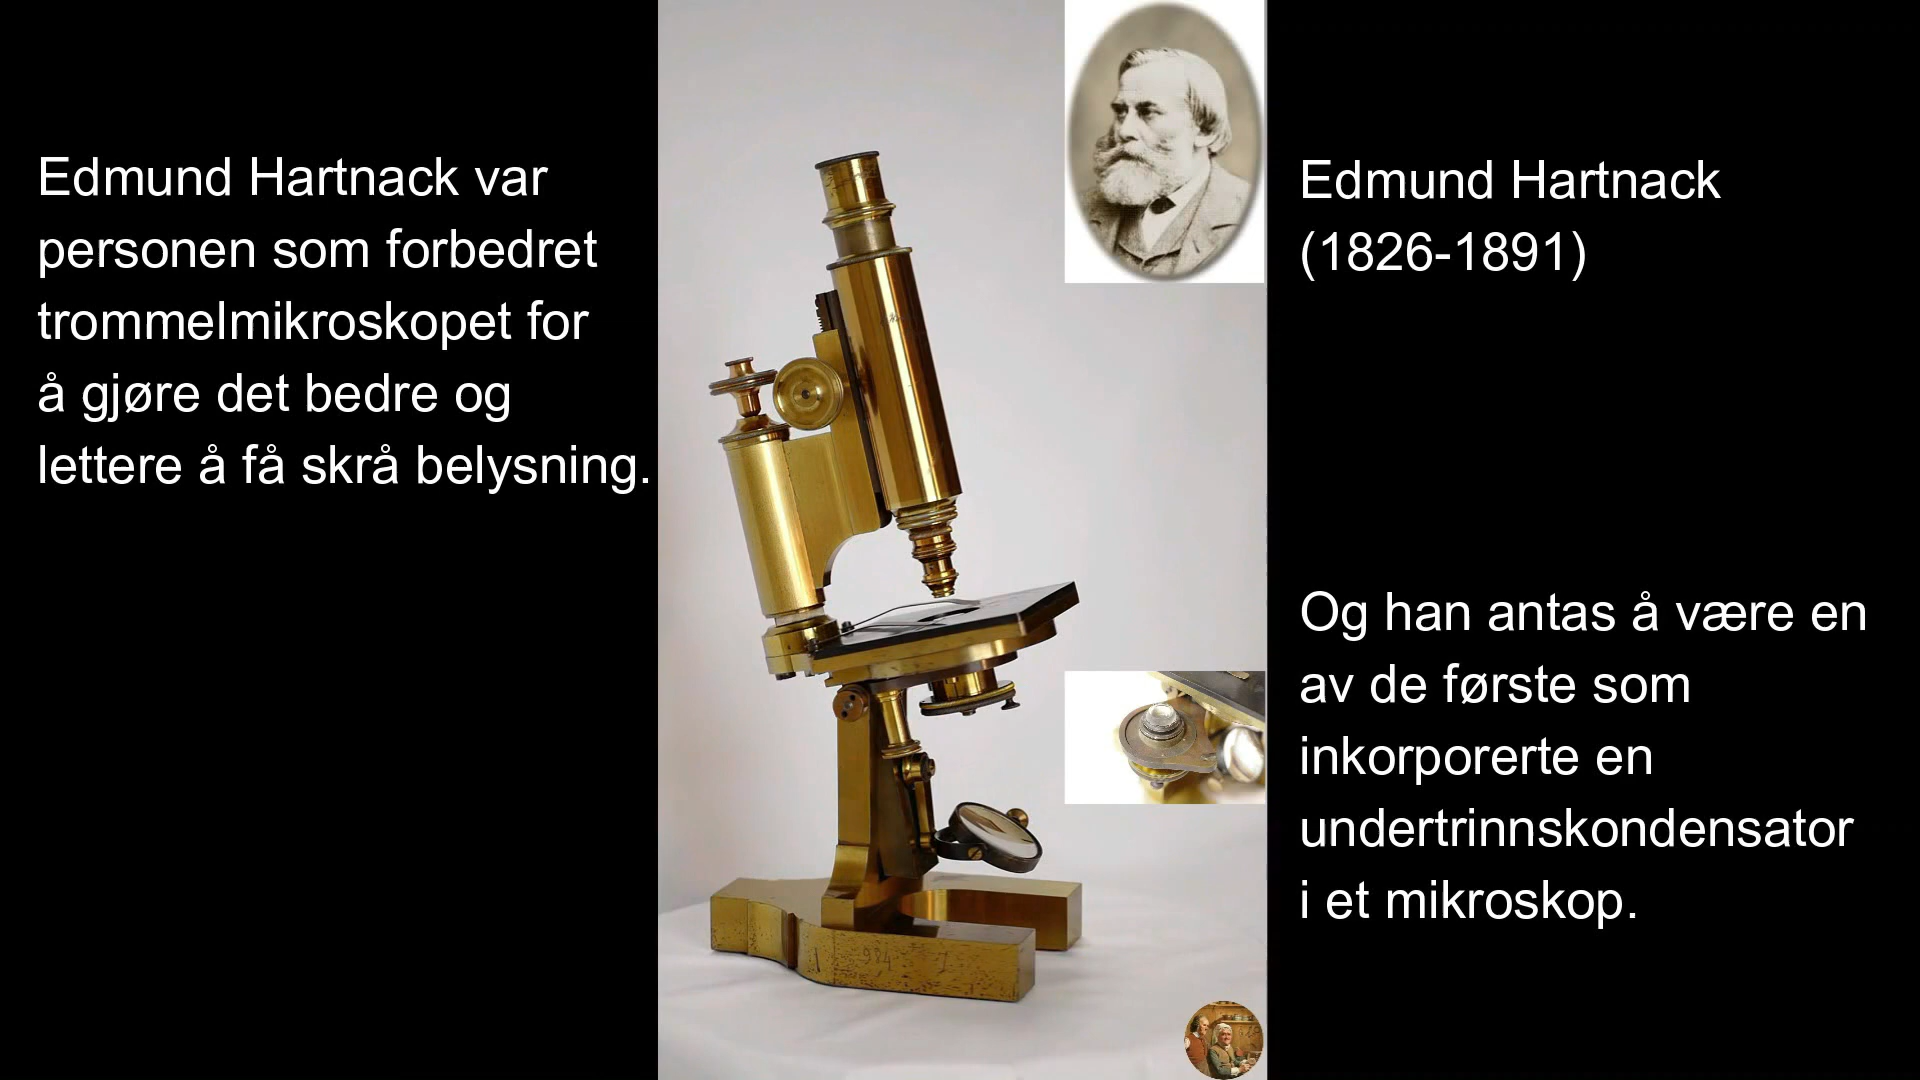 Edmund Hartnack var
personen som forbedret
trommelmikroskopet for
å gjøre det bedre og
lettere å få skrå belysning.
Edmund Hartnack
(1826-1891)
Og han antas å være en
av de første som
inkorporerte en
undertrinnskondensator
i et mikroskop.